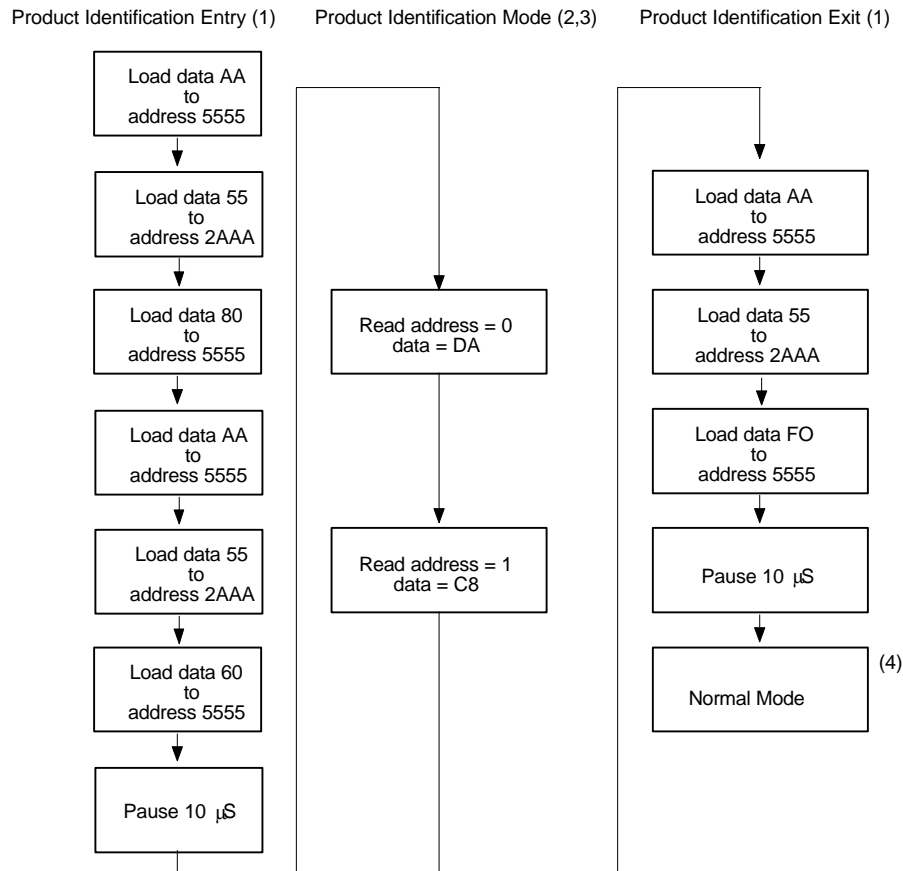 Product Identification Entry (1)
Load data AA
to
address 5555
Load data 55
to
address 2AAA
Load data 80
to
address 5555
Load data AA
to
address 5555
Load data 55
to
address 2AAA
Load data 60
to
address 5555
Pause 10 μS
Product Identification Mode (2,3)
Read address = 0
data = DA
Read address = 1
data = C8
Product Identification Exit (1)
Load data AA
to
address 5555
Load data 55
to
address 2AAA
Load data FO
to
address 5555
Pause 10 μS
Normal Mode
(4)